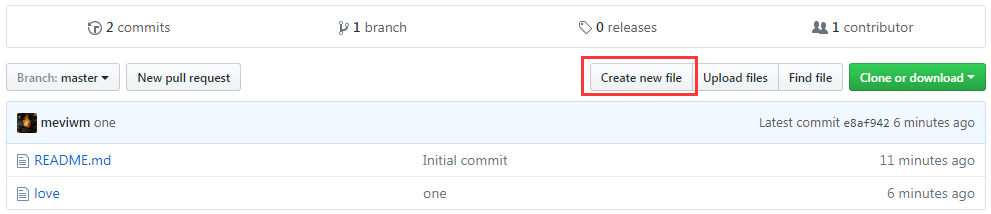 2 commits 1 branch 0 releases 1 contributor
Branch: master New pull request Create new file Upload files Find file Clone or download
meviwm one Latest commit e8af942 6 minutes ago
README.md Initial commit 11 minutes ago
love one 6 minutes ago